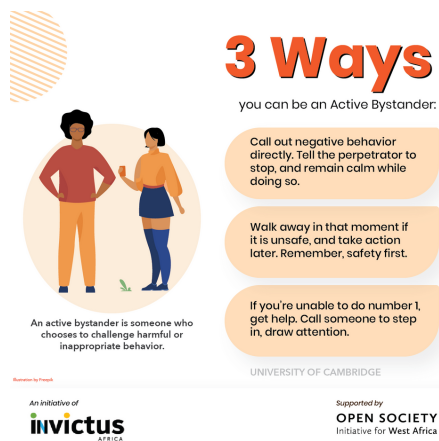 3 Ways
you can be an Active Bystander:
Call out negative behavior
directly. Tell the perpetrator to
stop, and remain calm while
doing so.
Walk away in that moment if
it is unsafe, and take action
later. Remember, safety first.
If you're unable to do number 1,
get help. Call someone to step
in, draw attention.
UNIVERSITY OF CAMBRIDGE
An active bystander is someone who
chooses to challenge harmful or
inappropriate behavior.
Illustration by Freepik
An initiative of
invictus
AFRICA
Supported by
OPEN SOCIETY
Initiative for West Africa